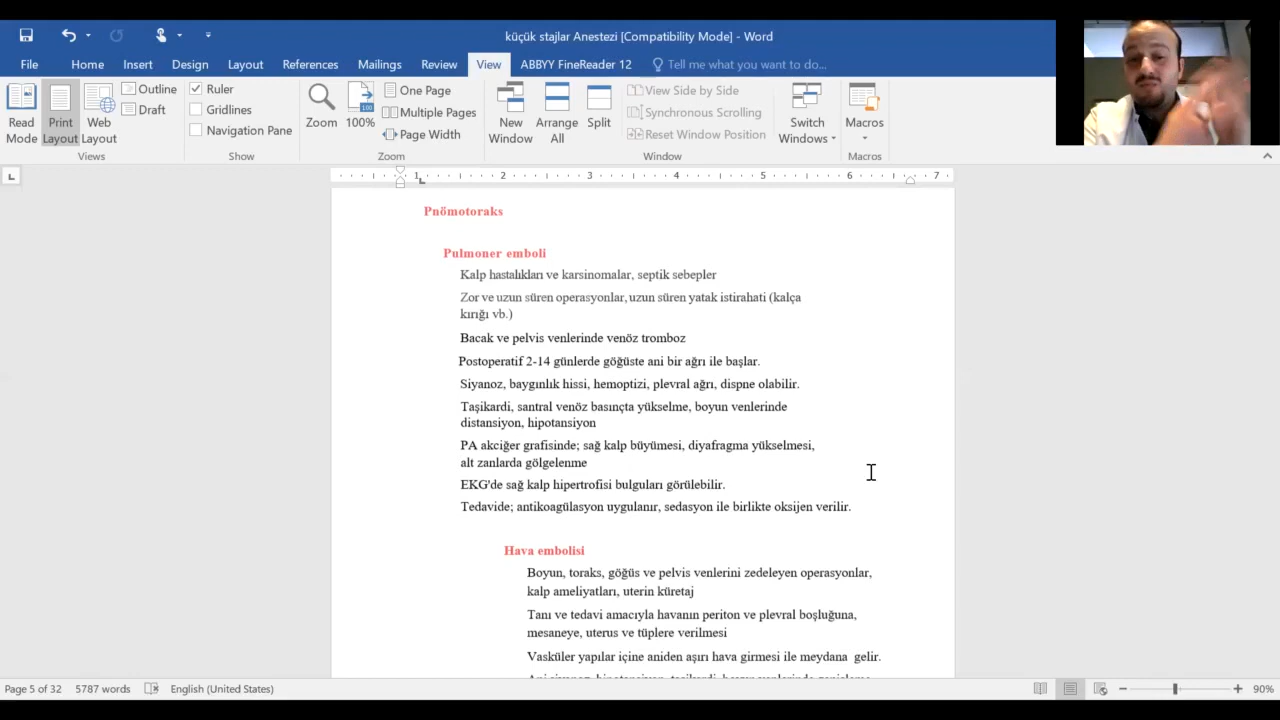 küçük stajlar Anestezi [Compatibility Mode] - Word
File Home Insert Design Layout References Mailings Review View ABBYY FineReader 12 Tell me what you want to do...
Read Mode
Print Layout
Web Layout
Outline
Draft
Views
Ruler
Gridlines
Navigation Pane
Show
Zoom
100%
One Page
Multiple Pages
Page Width
Zoom
New Window
Arrange All
Split
View Side by Side
Synchronous Scrolling
Reset Window Position
Window
Switch Windows
Macros
Macros
1 2 3 4 5 6 7
Pnömotoraks
Pulmoner emboli
Kalp hastalıkları ve karsinomalar, septik sebepler
Zor ve uzun süren operasyonlar, uzun süren yatak istirahati (kalça
kırığı vb.)
Bacak ve pelvis venlerinde venöz tromboz
Postoperatif 2-14 günlerde göğüste ani bir ağrı ile başlar.
Siyanoz, baygınlık hissi, hemoptizi, plevral ağrı, dispne olabilir.
Taşikardi, santral venöz basınçta yükselme, boyun venlerinde
distansiyon, hipotansiyon
PA akciğer grafisinde; sağ kalp büyümesi, diyafragma yükselmesi,
alt zanlarda gölgelenme
EKG'de sağ kalp hipertrofisi bulguları görülebilir.
Tedavide; antikoagülasyon uygulanır, sedasyon ile birlikte oksijen verilir.
Hava embolisi
Boyun, toraks, göğüs ve pelvis venlerini zedeleyen operasyonlar,
kalp ameliyatları, uterin küretaj
Tanı ve tedavi amacıyla havanın periton ve plevral boşluğuna,
mesaneye, uterus ve tüplere verilmesi
Vasküler yapılar içine aniden aşırı hava girmesi ile meydana gelir.
Page 5 of 32 5787 words English (United States) 90%